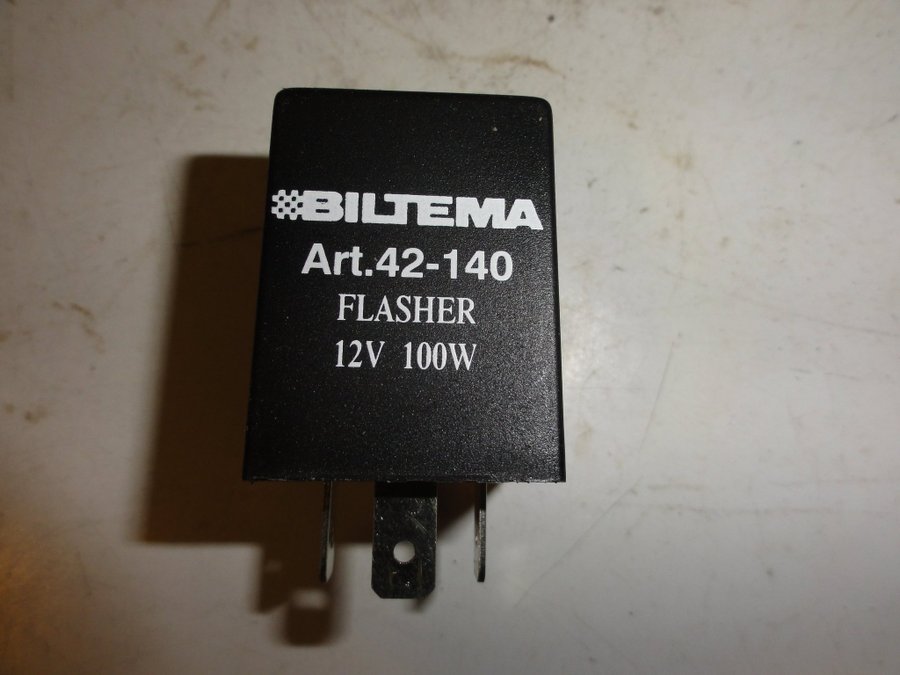 BILTEMA
Art.42-140
FLASHER
12V 100W